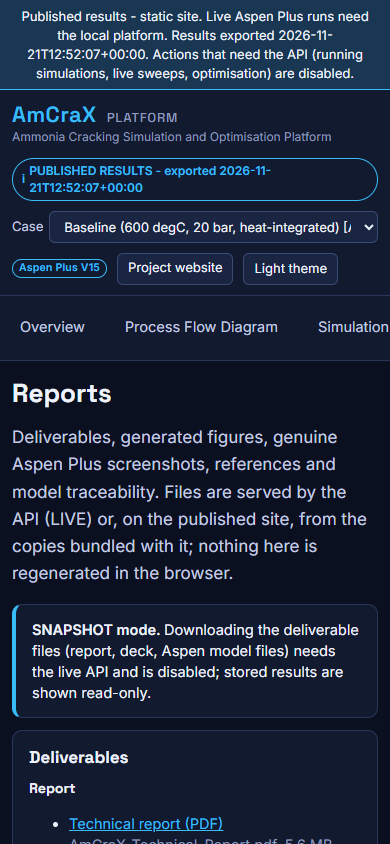 Published results - static site. Live Aspen Plus runs need
the local platform. Results exported 2026-11-
21T12:52:07+00:00. Actions that need the API (running
simulations, live sweeps, optimisation) are disabled.
AmCraX PLATFORM
Ammonia Cracking Simulation and Optimisation Platform
i PUBLISHED RESULTS - exported 2026-11-
21T12:52:07+00:00
Case Baseline (600 degC, 20 bar, heat-integrated)
Aspen Plus V15 Project website Light theme
Overview Process Flow Diagram Simulation
Reports
Deliverables, generated figures, genuine
Aspen Plus screenshots, references and
model traceability. Files are served by the
API (LIVE) or, on the published site, from the
copies bundled with it; nothing here is
regenerated in the browser.
SNAPSHOT mode. Downloading the deliverable
files (report, deck, Aspen model files) needs
the live API and is disabled; stored results are
shown read-only.
Deliverables
Report
Technical report (PDF)
AmCraX-Technical-Report.pdf, 5.6 MB